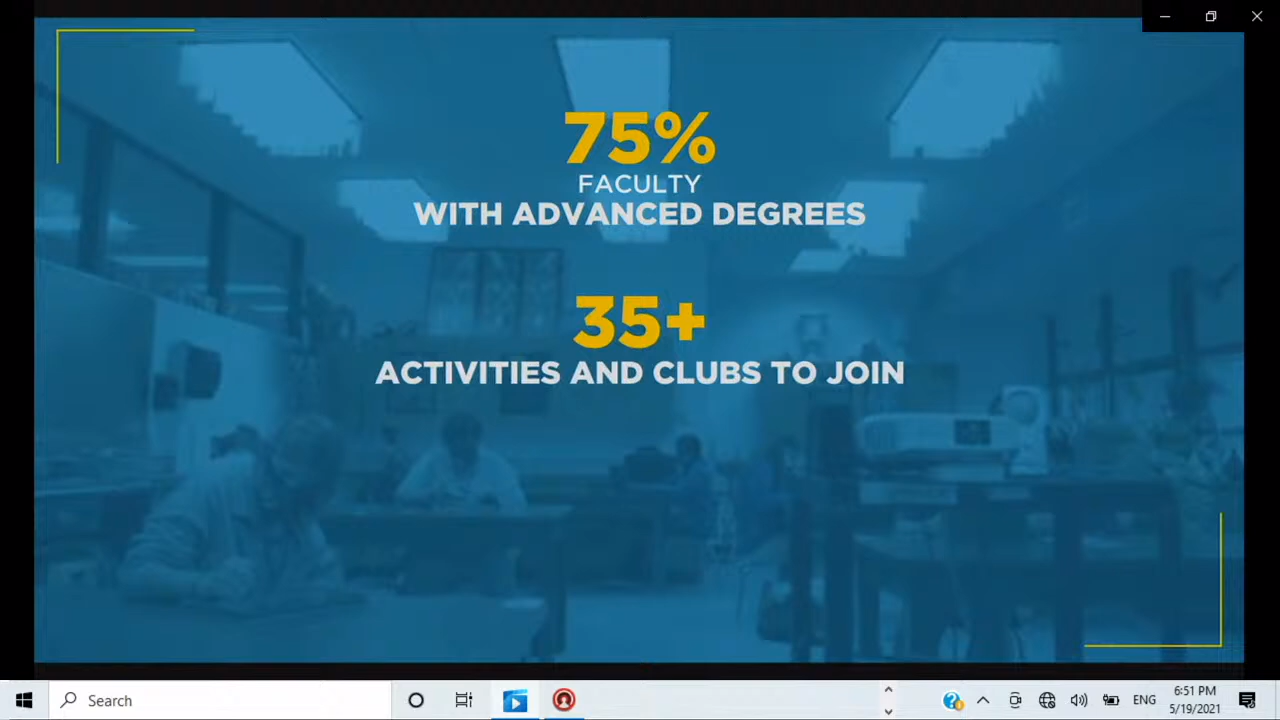 75%
FACULTY
WITH ADVANCED DEGREES
35+
ACTIVITIES AND CLUBS TO JOIN
Search
ENG
6:51 PM
5/19/2021